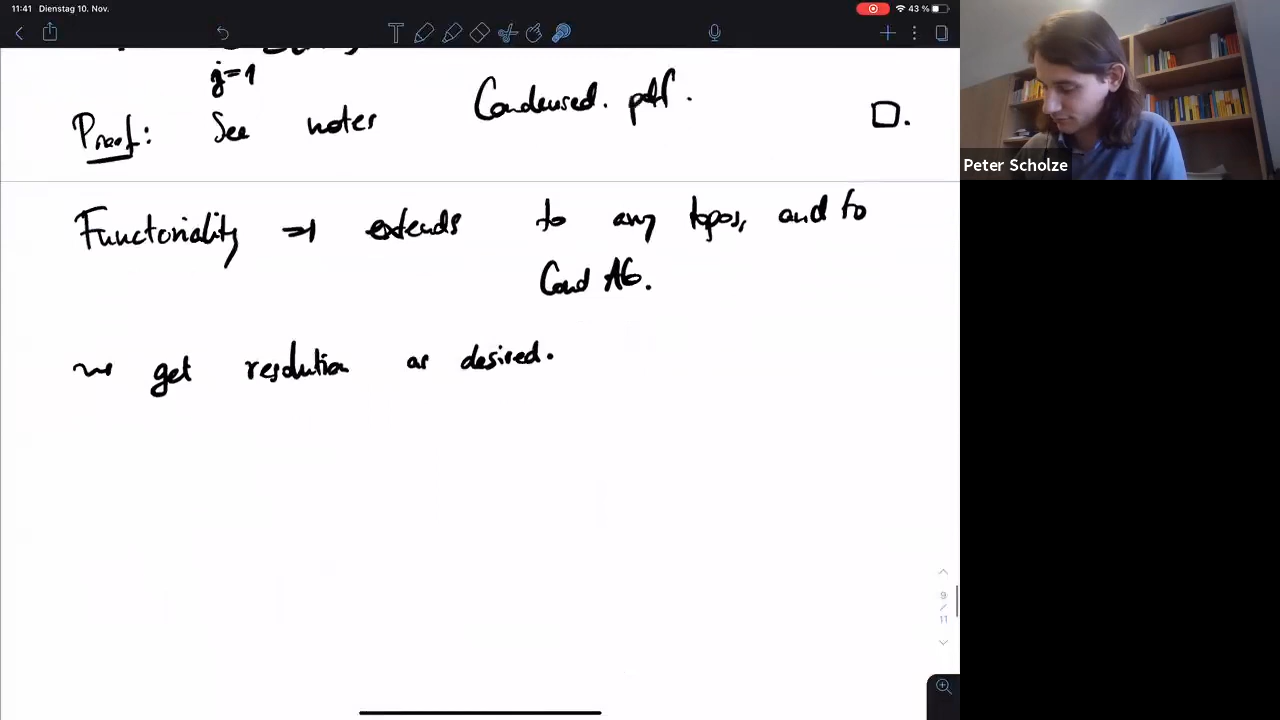 11:41 Dienstag 10. Nov.
43 %
j=1
Proof: See notes Condensed.pdf. □.
Peter Scholze
Functoriality ⇒ extends to any topos, and to
Cond Ab.
⇝ get resolution as desired.
9
/
11